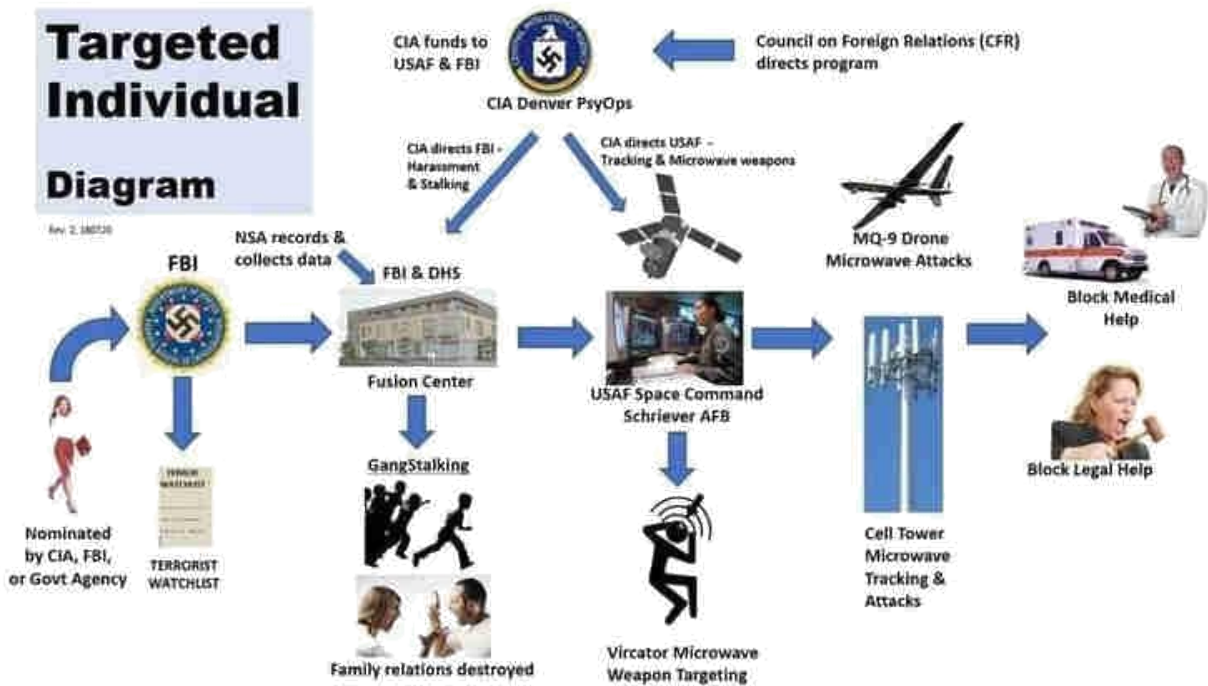 Targeted
Individual
Diagram
CIA funds to
USAF & FBI
CIA Denver PsyOps
Council on Foreign Relations (CFR)
directs program
CIA directs FBI -
Harassment
& Stalking
CIA directs USAF -
Tracking & Microwave weapons
NSA records &
collects data
FBI
FBI & DHS
Fusion Center
USAF Space Command
Schriever AFB
MQ-9 Drone
Microwave Attacks
Block Medical
Help
Block Legal Help
Nominated
by CIA, FBI,
or Govt Agency
TERROR
WATCHLIST
TERRORIST
WATCHLIST
GangStalking
Family relations destroyed
Vircator Microwave
Weapon Targeting
Cell Tower
Microwave
Tracking &
Attacks